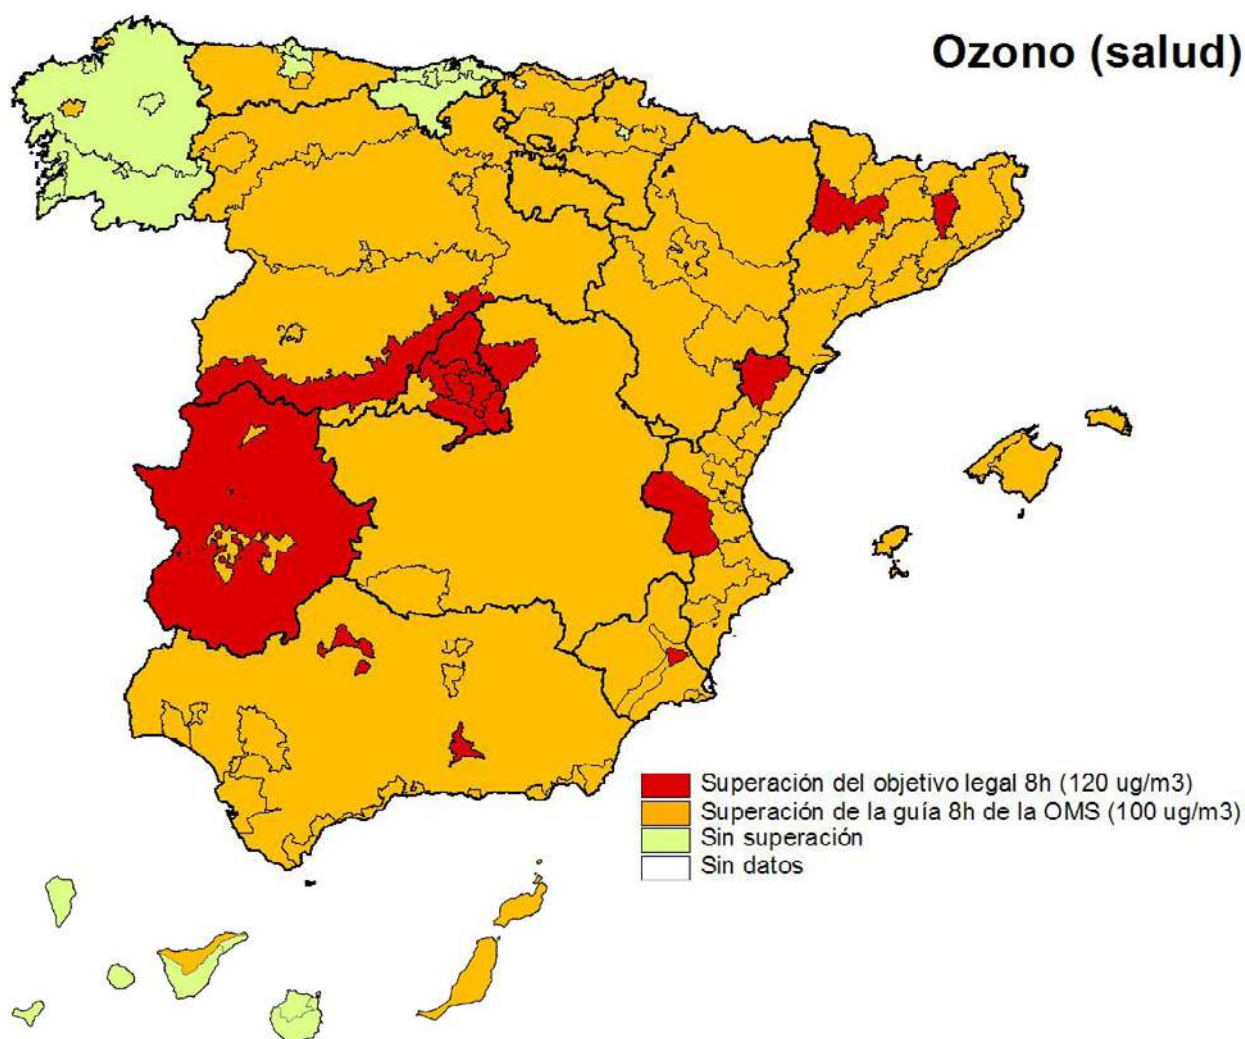 Ozono (salud)
Superación del objetivo legal 8h (120 ug/m3)
Superación de la guía 8h de la OMS (100 ug/m3)
Sin superación
Sin datos